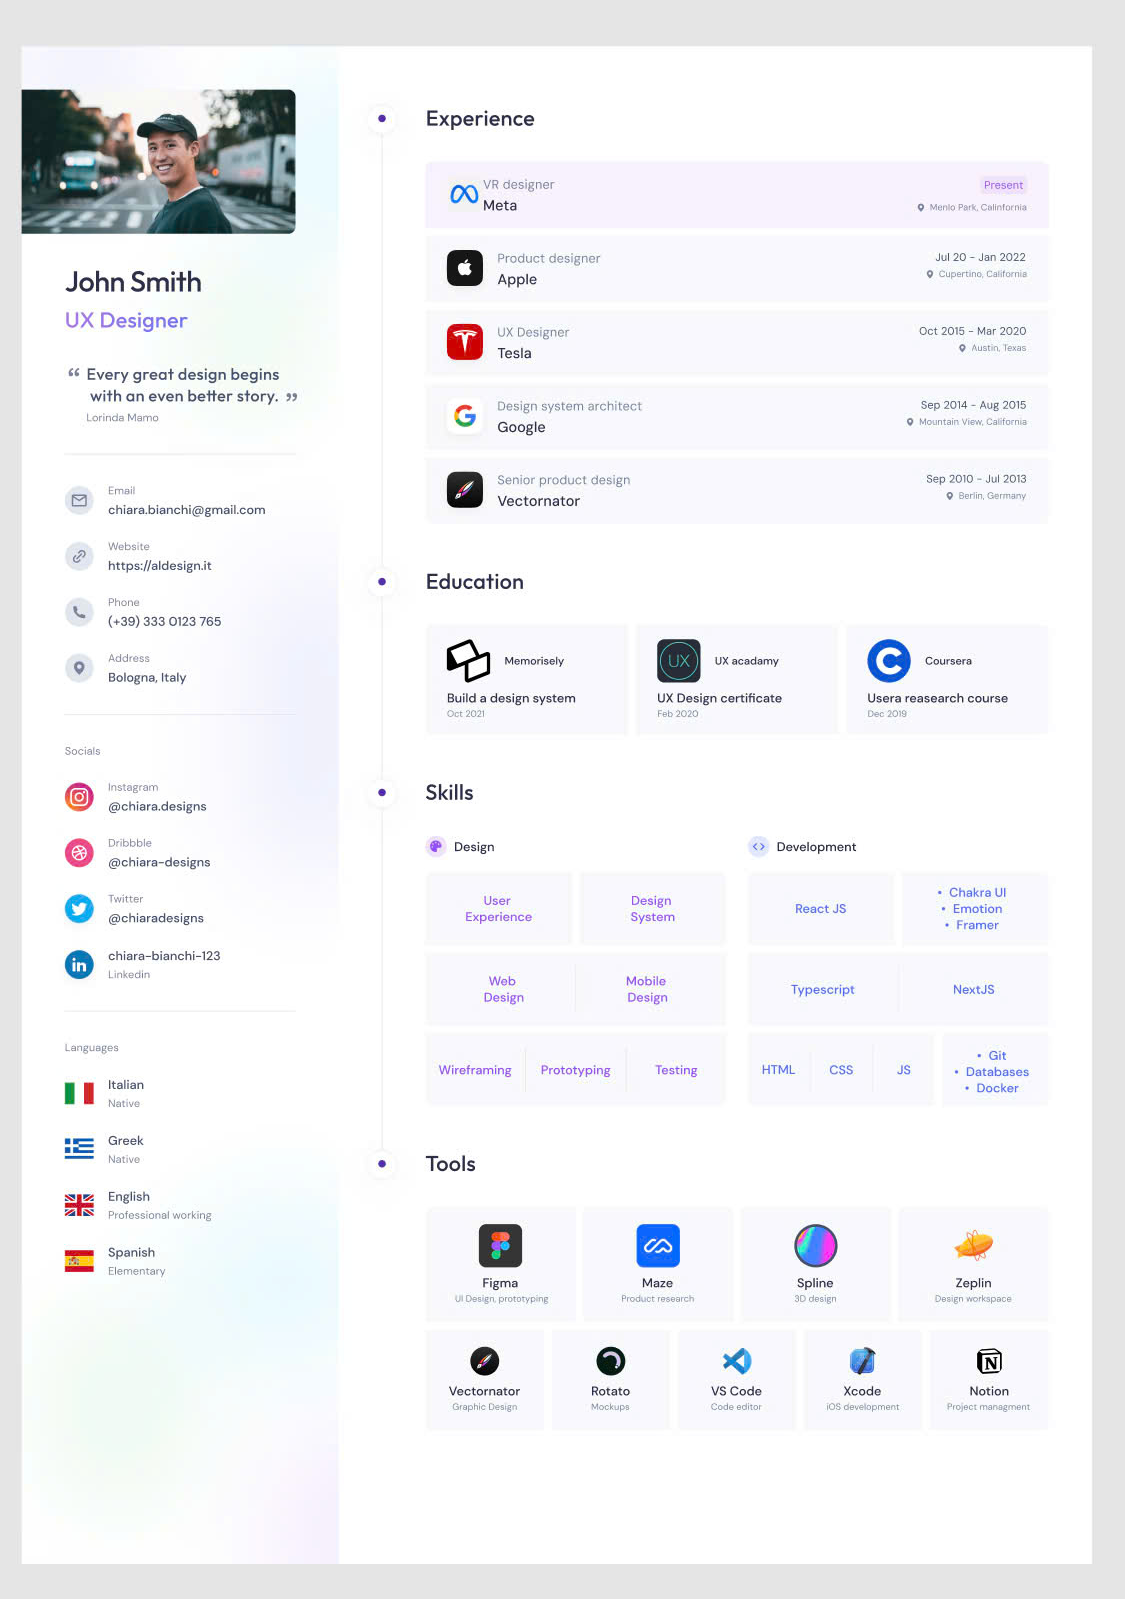 John Smith
UX Designer
“ Every great design begins
with an even better story. ”
Lorinda Mamo
Email
chiara.bianchi@gmail.com
Website
https://aldesign.it
Phone
(+39) 333 0123 765
Address
Bologna, Italy
Socials
Instagram
@chiara.designs
Dribbble
@chiara-designs
Twitter
@chiaradesigns
in
chiara-bianchi-123
Linkedin
Languages
Italian
Native
Greek
Native
English
Professional working
Spanish
Elementary
Experience
VR designer
Meta
Present
Menlo Park, Calinfornia
Product designer
Apple
Jul 20 - Jan 2022
Cupertino, California
UX Designer
Tesla
Oct 2015 - Mar 2020
Austin, Texas
G
Design system architect
Google
Sep 2014 - Aug 2015
Mountain View, California
Senior product design
Vectornator
Sep 2010 - Jul 2013
Berlin, Germany
Education
Memorisely
Build a design system
Oct 2021
UX
UX acadamy
UX Design certificate
Feb 2020
C
Coursera
Usera reasearch course
Dec 2019
Skills
Design
User
Experience
Design
System
Web
Design
Mobile
Design
Wireframing
Prototyping
Testing
Development
React JS
• Chakra UI
• Emotion
• Framer
Typescript
NextJS
HTML
CSS
JS
• Git
• Databases
• Docker
Tools
Figma
UI Design, prototyping
Maze
Product research
Spline
3D design
Zeplin
Design workspace
Vectornator
Graphic Design
Rotato
Mockups
VS Code
Code editor
Xcode
iOS development
N
Notion
Project managment